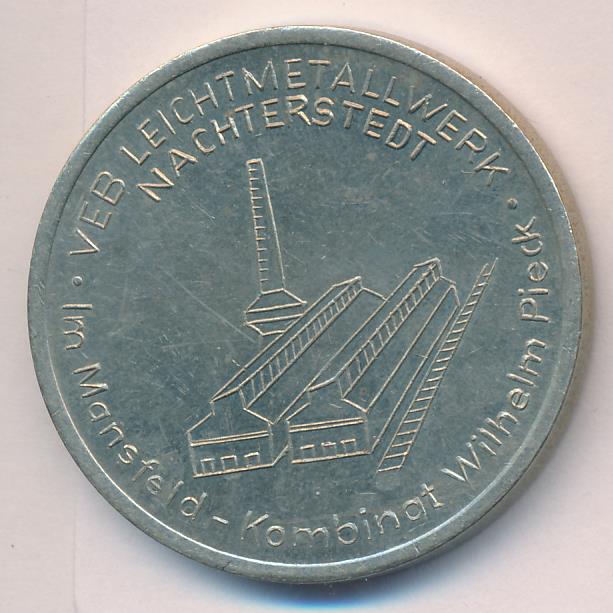 · VEB LEICHTMETALLWERK ·
NACHTERSTEDT
Im Mansfeld - Kombinat Wilhelm Pieck